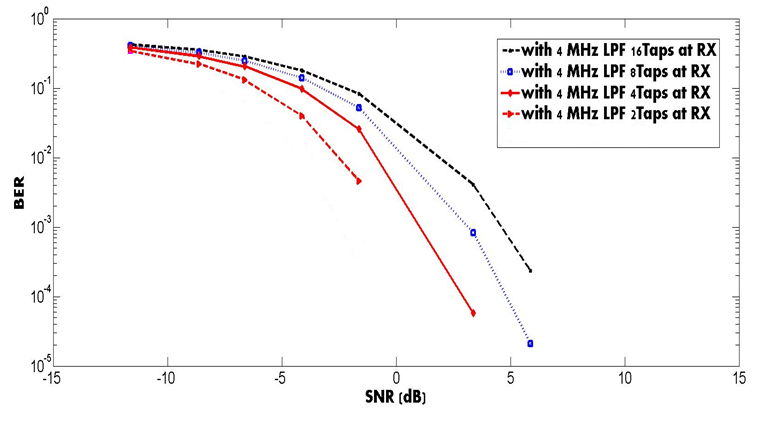 10^0
10^-1
10^-2
10^-3
10^-4
10^-5
BER
with 4 MHz LPF 16Taps at RX
with 4 MHz LPF 8Taps at RX
with 4 MHz LPF 4Taps at RX
with 4 MHz LPF 2Taps at RX
-15 -10 -5 0 5 10 15
SNR (dB)